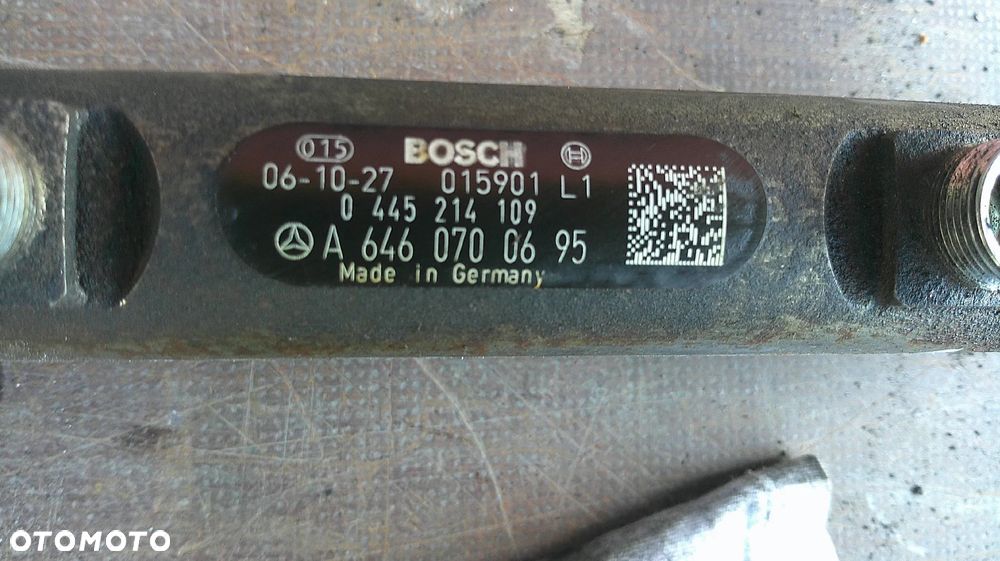 015 BOSCH
06-10-27 015901 L1
0 445 214 109
A 646 070 06 95
Made in Germany
OTOMOTO